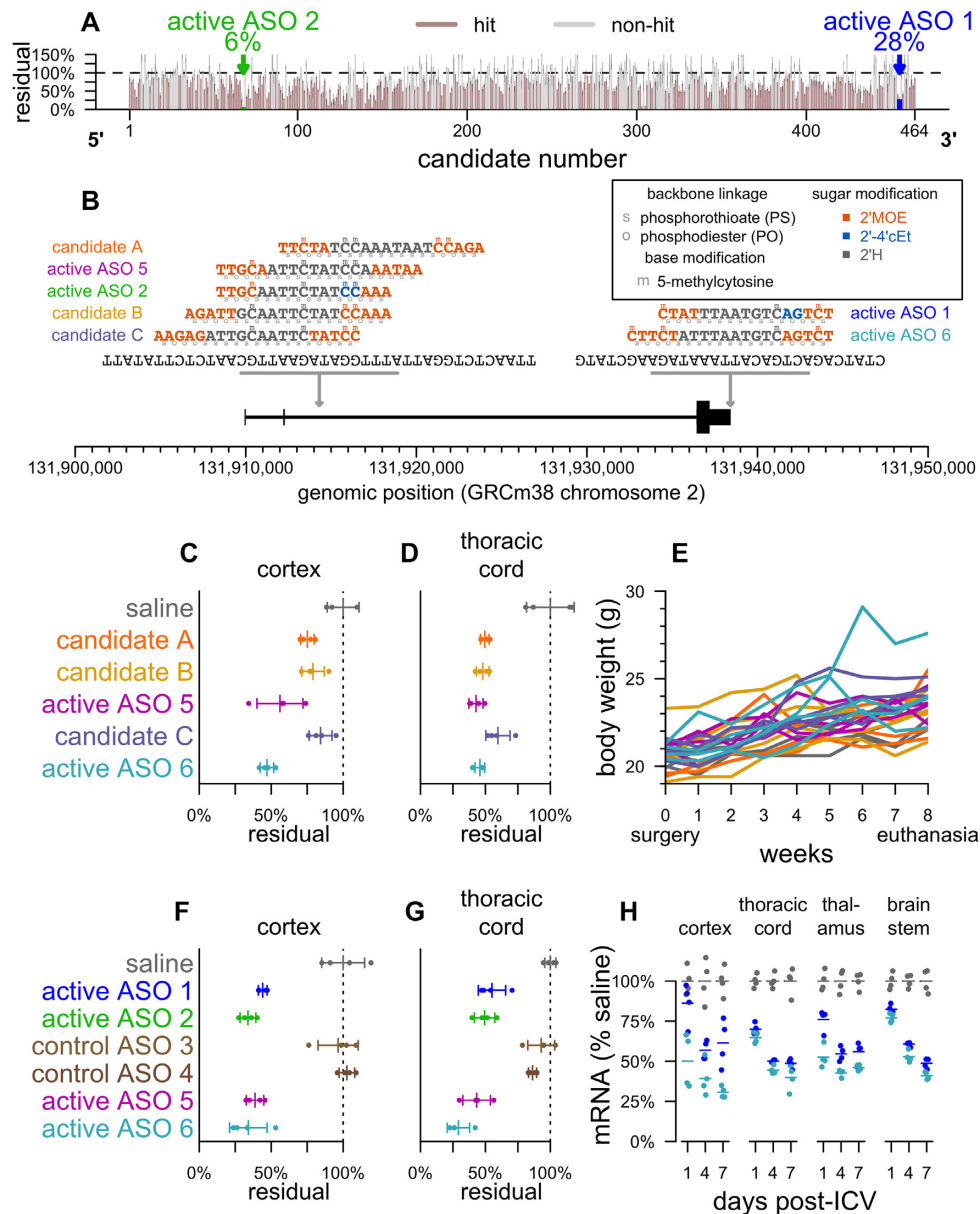 A
active ASO 2
6%
hit
non-hit
active ASO 1
28%
residual
150%
100%
50%
0%
1
100
200
300
400
464
5'
3'
candidate number
B
backbone linkage
s phosphorothioate (PS)
o phosphodiester (PO)
base modification
m 5-methylcytosine
sugar modification
2'MOE
2'-4'cEt
2'H
candidate A TTCTATCCAAATAATCCAGA
active ASO 5 TTGCAATTCTATCCAAATAA
active ASO 2 TTGCAATTCTATCCAAA
candidate B AGATTGCAATTCTATCCAAA
candidate C AAGAGATTGCAATTCTATCC
CTATTTAATGTCAGTCT active ASO 1
CTTCTATTTAATGTCAGTCT active ASO 6
131,900,000 131,910,000 131,920,000 131,930,000 131,940,000 131,950,000
genomic position (GRCm38 chromosome 2)
C
cortex
D
thoracic
cord
saline
candidate A
candidate B
active ASO 5
candidate C
active ASO 6
0% 50% 100%
residual
0% 50% 100%
residual
E
body weight (g)
30
25
20
0 1 2 3 4 5 6 7 8
surgery
euthanasia
weeks
F
cortex
G
thoracic
cord
saline
active ASO 1
active ASO 2
control ASO 3
control ASO 4
active ASO 5
active ASO 6
0% 50% 100%
residual
0% 50% 100%
residual
H
cortex
thoracic
cord
thal-
amus
brain
stem
mRNA (% saline)
100%
75%
50%
25%
0%
1 4 7 1 4 7 1 4 7 1 4 7
days post-ICV